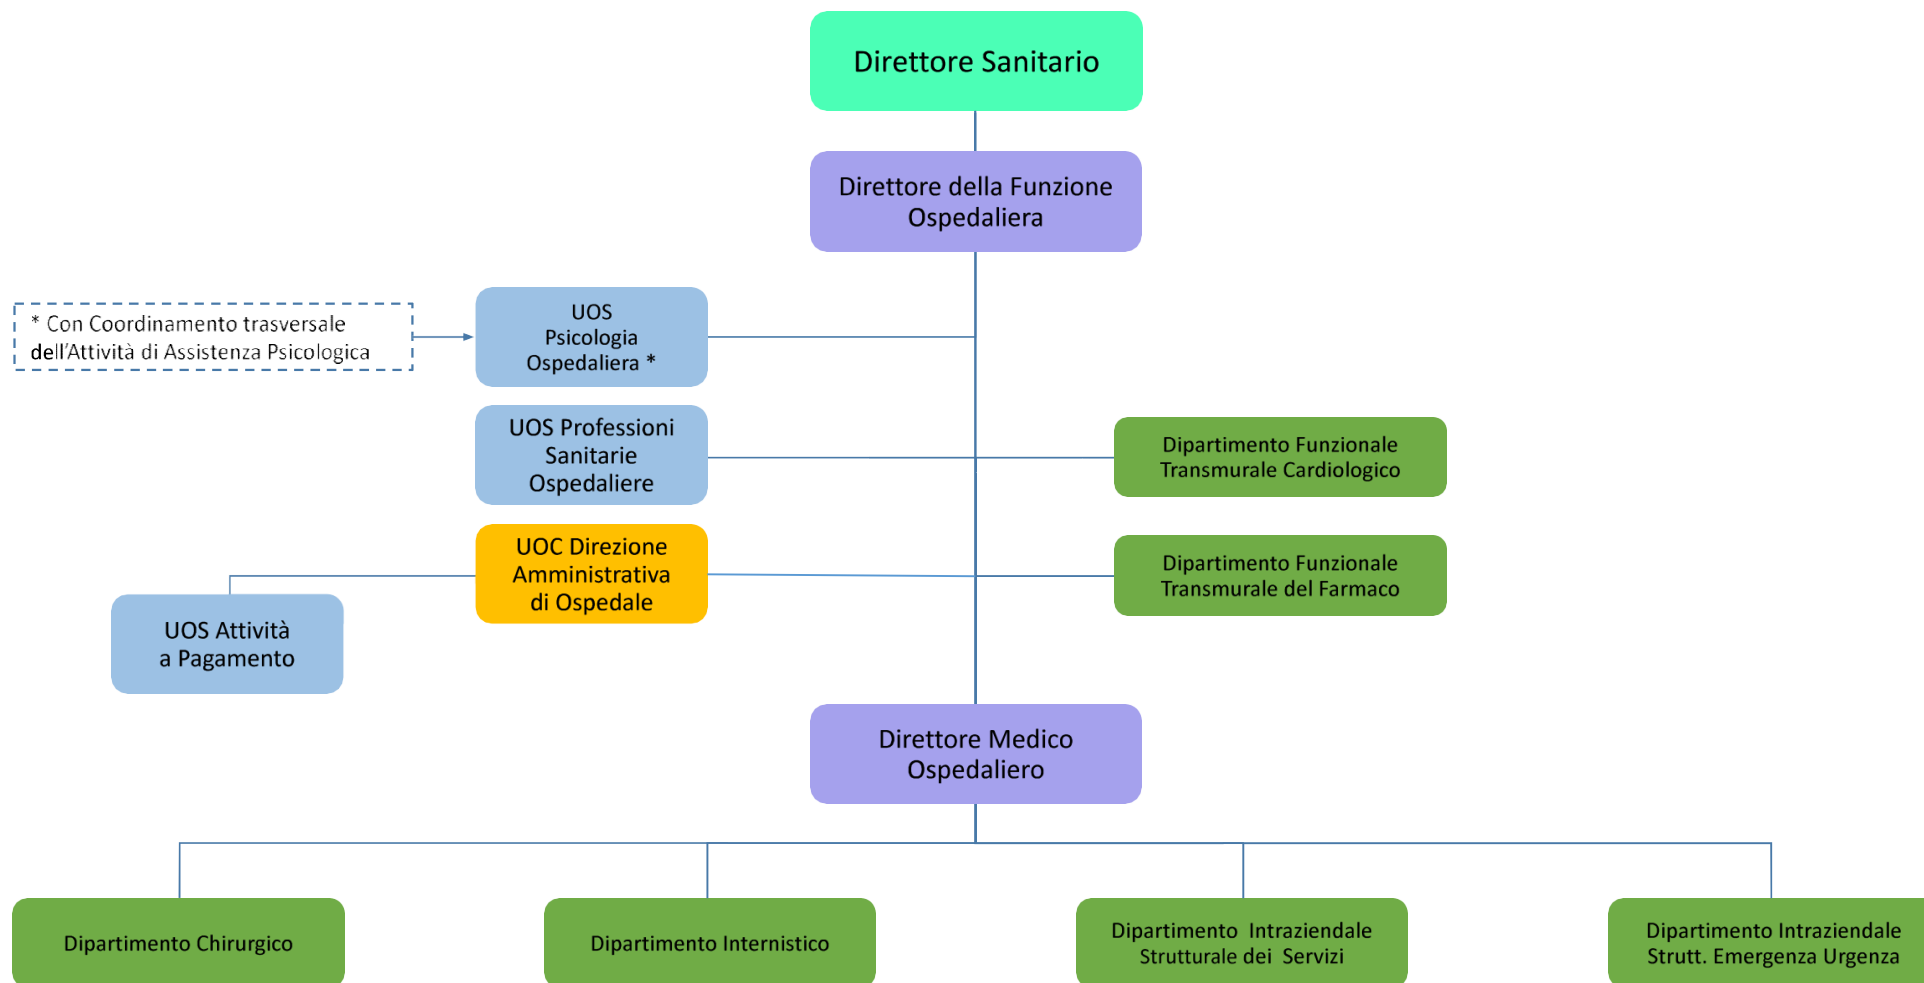 Direttore Sanitario
Direttore della Funzione
Ospedaliera
* Con Coordinamento trasversale
dell'Attività di Assistenza Psicologica
UOS
Psicologia
Ospedaliera *
UOS Professioni
Sanitarie
Ospedaliere
Dipartimento Funzionale
Transmurale Cardiologico
UOC Direzione
Amministrativa
di Ospedale
Dipartimento Funzionale
Transmurale del Farmaco
UOS Attività
a Pagamento
Direttore Medico
Ospedaliero
Dipartimento Chirurgico
Dipartimento Internistico
Dipartimento Intraziendale
Strutturale dei Servizi
Dipartimento Intraziendale
Strutt. Emergenza Urgenza